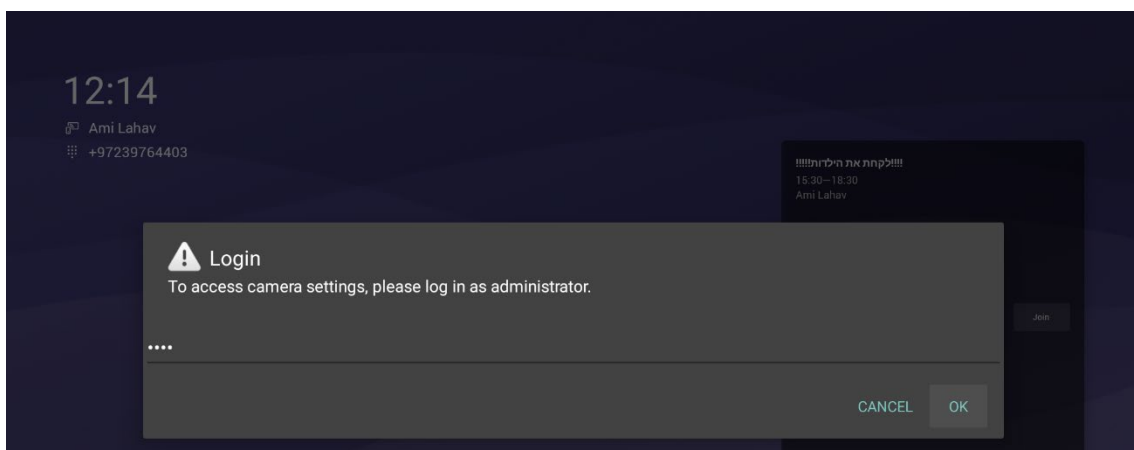 12:14
Ami Lahav
+97239764403
!!!!לקחת את הילדות!!!!!
15:30—18:30
Ami Lahav
Join
Login
To access camera settings, please log in as administrator.
••••
CANCEL OK